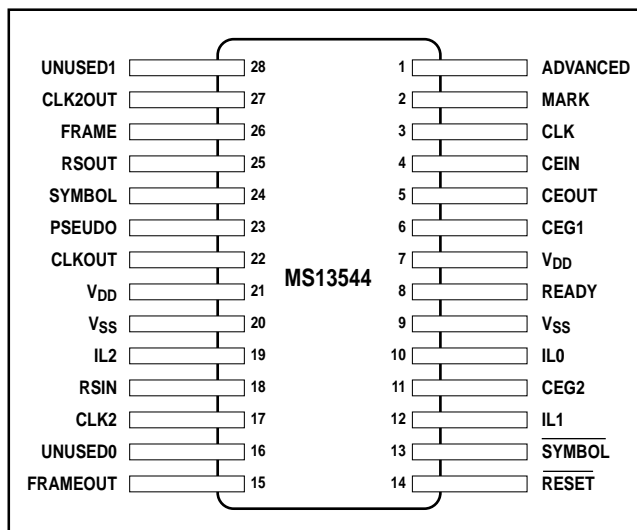 UNUSED1 28 1 ADVANCED
CLK2OUT 27 2 MARK
FRAME 26 3 CLK
RSOUT 25 4 CEIN
SYMBOL 24 5 CEOUT
PSEUDO 23 6 CEG1
CLKOUT 22 7 VDD
MS13544
VDD 21 8 READY
VSS 20 9 VSS
IL2 19 10 IL0
RSIN 18 11 CEG2
CLK2 17 12 IL1
UNUSED0 16 13 SYMBOL
FRAMEOUT 15 14 RESET